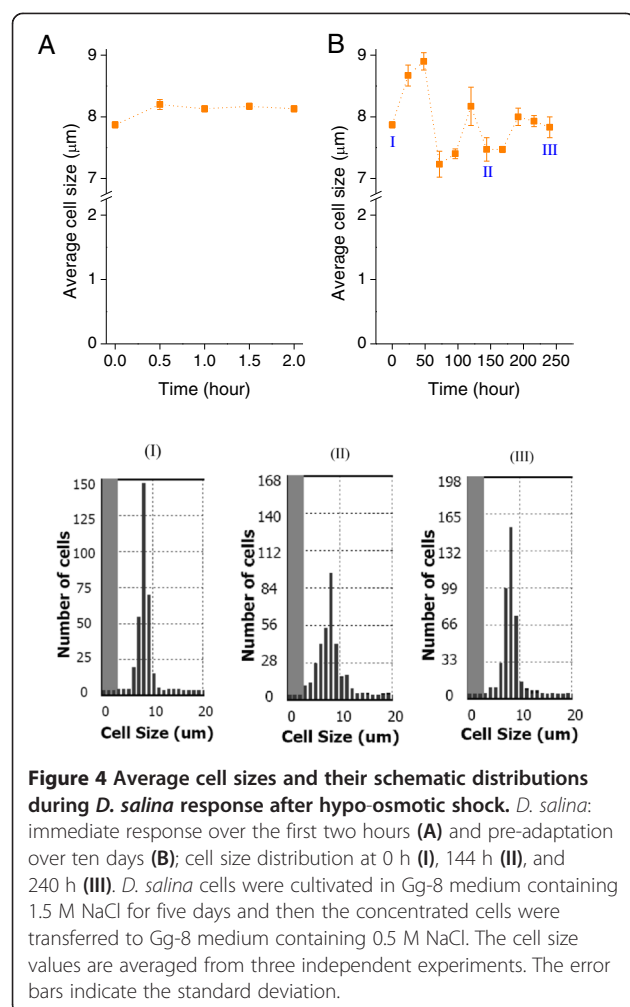 A
B
9
8
7
2
1
0
Average cell size (μm)
0.0 0.5 1.0 1.5 2.0
Time (hour)
9
8
7
2
1
0
Average cell size (μm)
I
II
III
0 50 100 150 200 250
Time (hour)
(I)
150
125
100
75
50
25
0
Number of cells
0 10 20
Cell Size (um)
(II)
168
140
112
84
56
28
0
Number of cells
0 10 20
Cell Size (um)
(III)
198
165
132
99
66
33
0
Number of cells
0 10 20
Cell Size (um)
Figure 4 Average cell sizes and their schematic distributions
during D. salina response after hypo-osmotic shock. D. salina:
immediate response over the first two hours (A) and pre-adaptation
over ten days (B); cell size distribution at 0 h (I), 144 h (II), and
240 h (III). D. salina cells were cultivated in Gg-8 medium containing
1.5 M NaCl for five days and then the concentrated cells were
transferred to Gg-8 medium containing 0.5 M NaCl. The cell size
values are averaged from three independent experiments. The error
bars indicate the standard deviation.